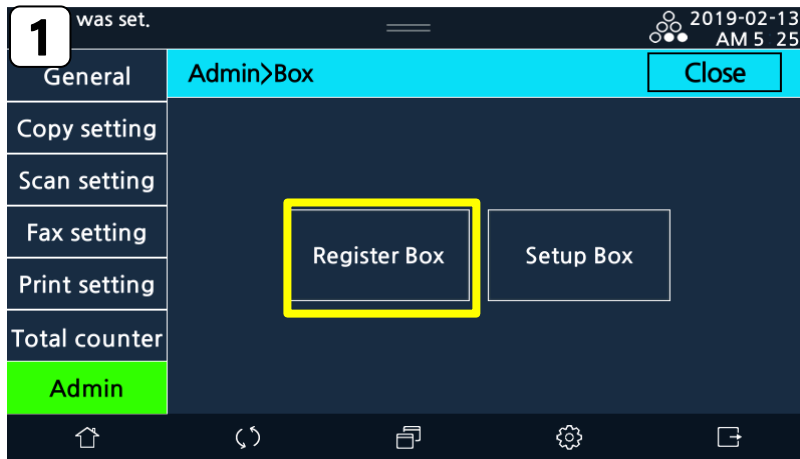 1
was set.
2019-02-13
AM 5 25
General
Admin>Box
Close
Copy setting
Scan setting
Fax setting
Register Box
Setup Box
Print setting
Total counter
Admin